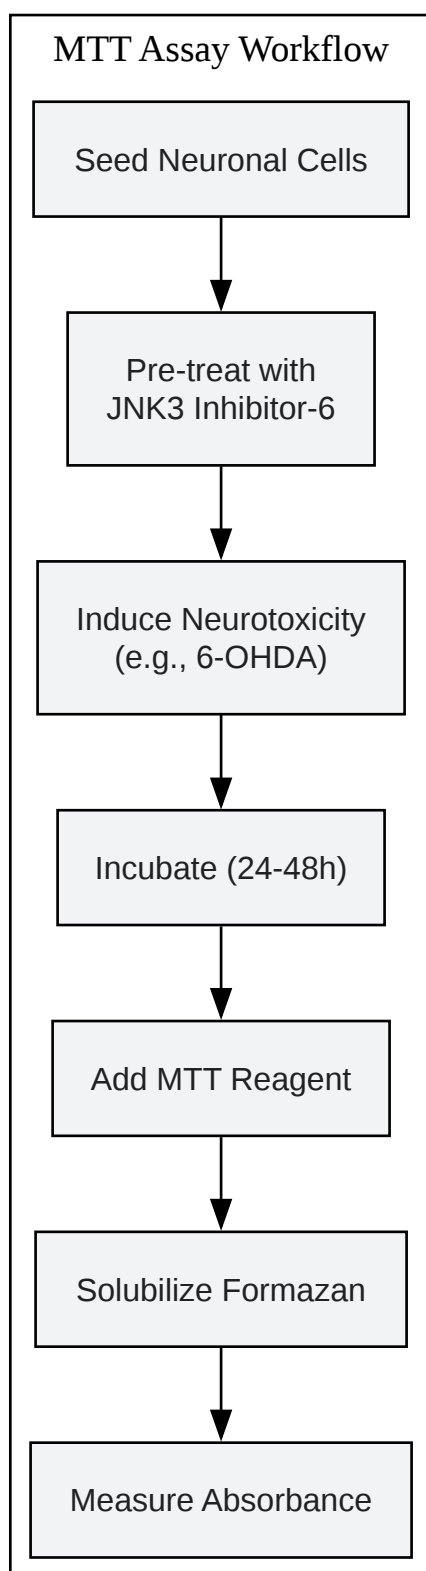 MTT Assay Workflow
Seed Neuronal Cells
Pre-treat with
JNK3 Inhibitor-6
Induce Neurotoxicity
(e.g., 6-OHDA)
Incubate (24-48h)
Add MTT Reagent
Solubilize Formazan
Measure Absorbance